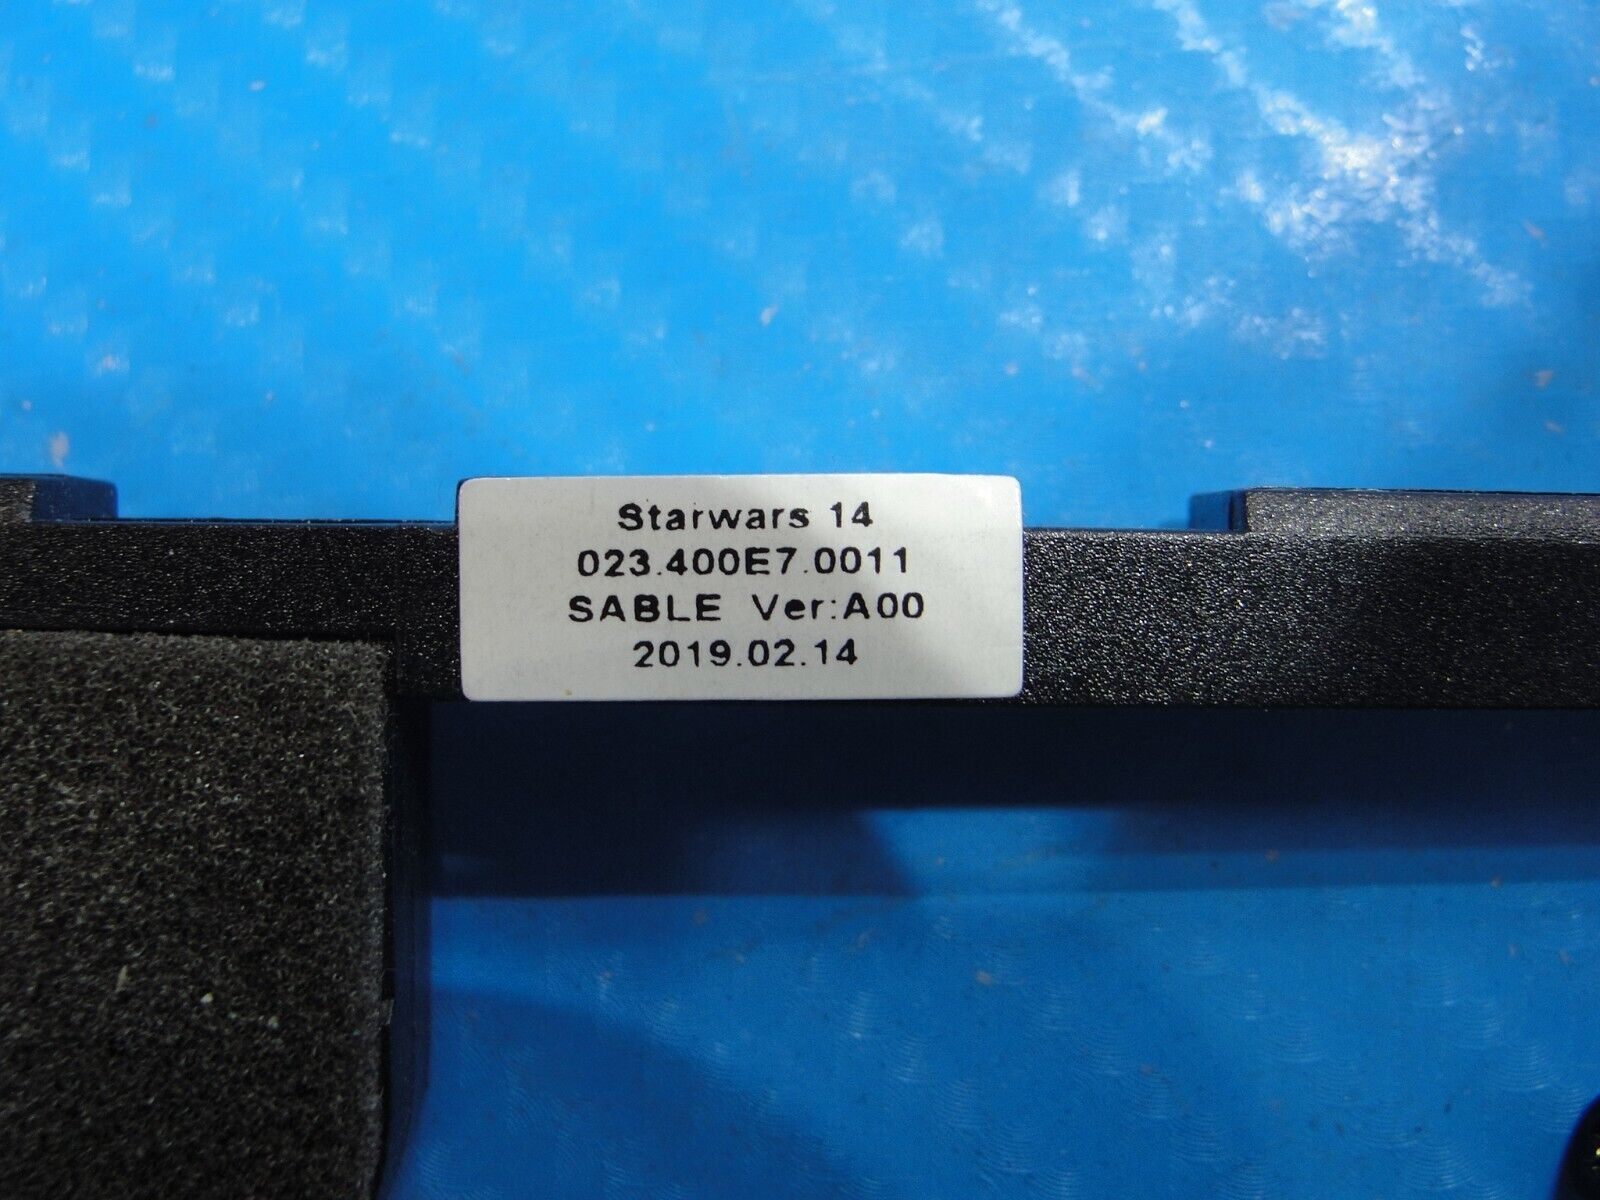 Starwars 14
023.400E7.0011
SABLE Ver:A00
2019.02.14